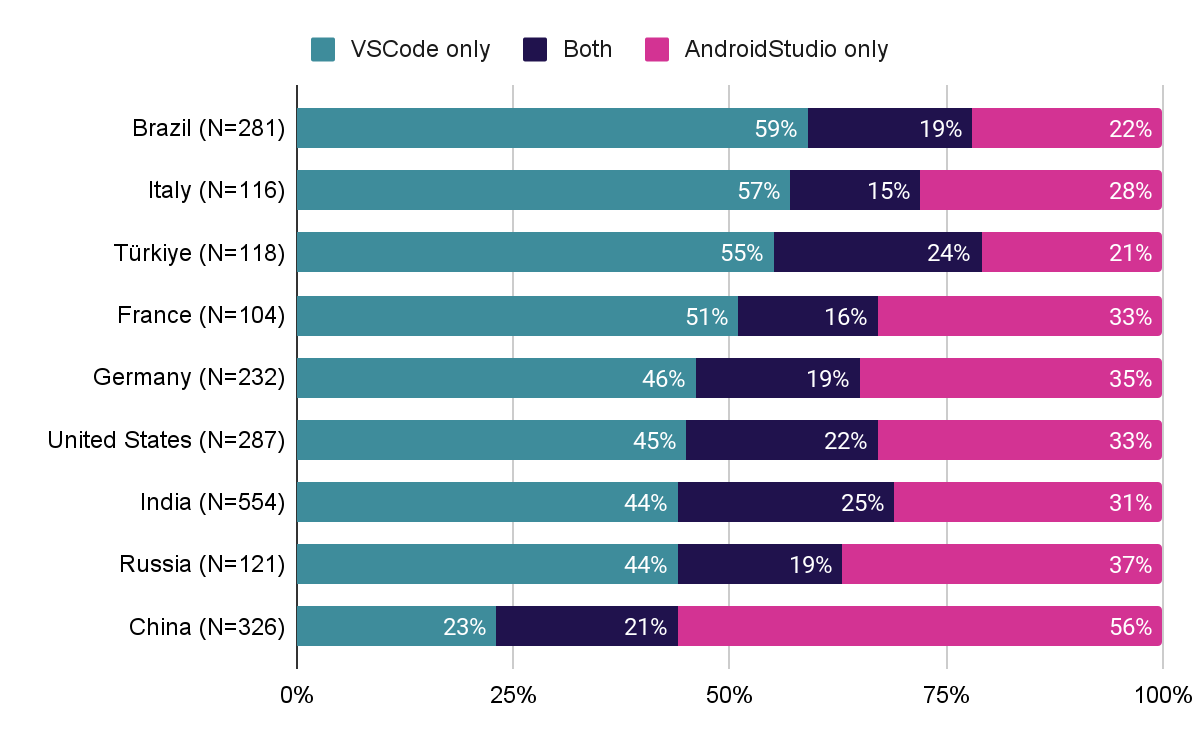 VSCode only Both AndroidStudio only
Brazil (N=281) 59% 19% 22%
Italy (N=116) 57% 15% 28%
Türkiye (N=118) 55% 24% 21%
France (N=104) 51% 16% 33%
Germany (N=232) 46% 19% 35%
United States (N=287) 45% 22% 33%
India (N=554) 44% 25% 31%
Russia (N=121) 44% 19% 37%
China (N=326) 23% 21% 56%
0% 25% 50% 75% 100%